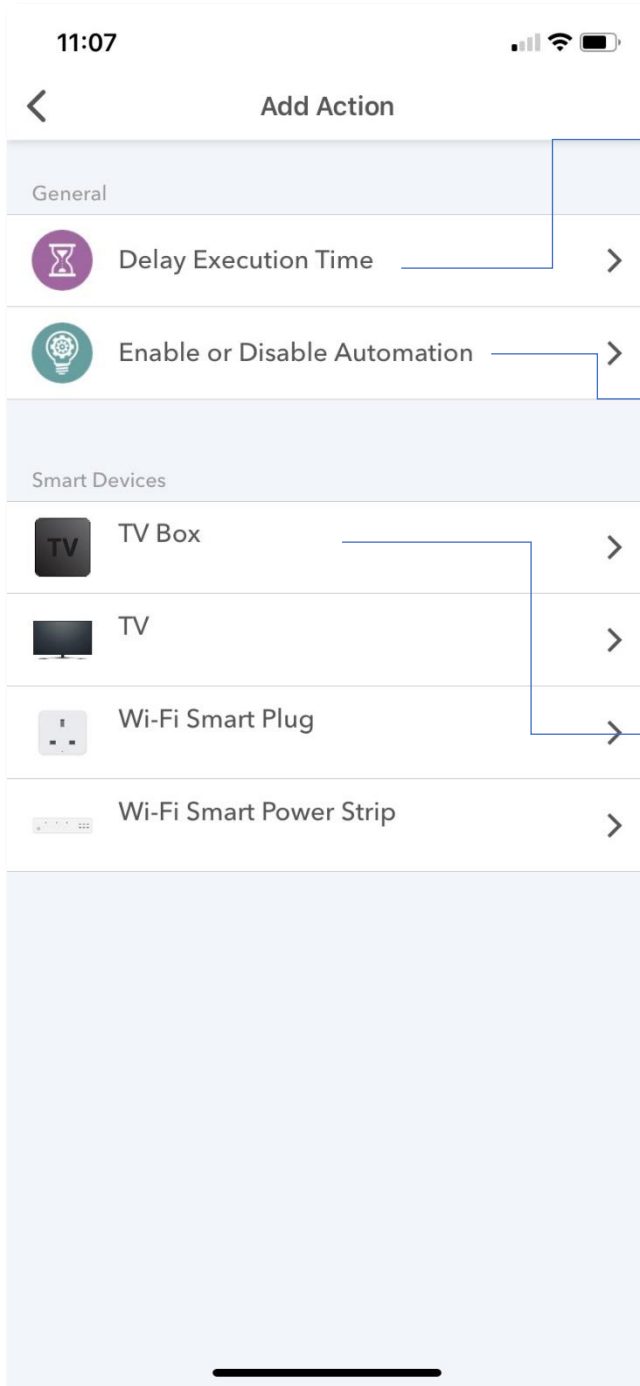 11:07
Add Action
General
Delay Execution Time
Enable or Disable Automation
Smart Devices
TV
TV Box
TV
Wi-Fi Smart Plug
Wi-Fi Smart Power Strip